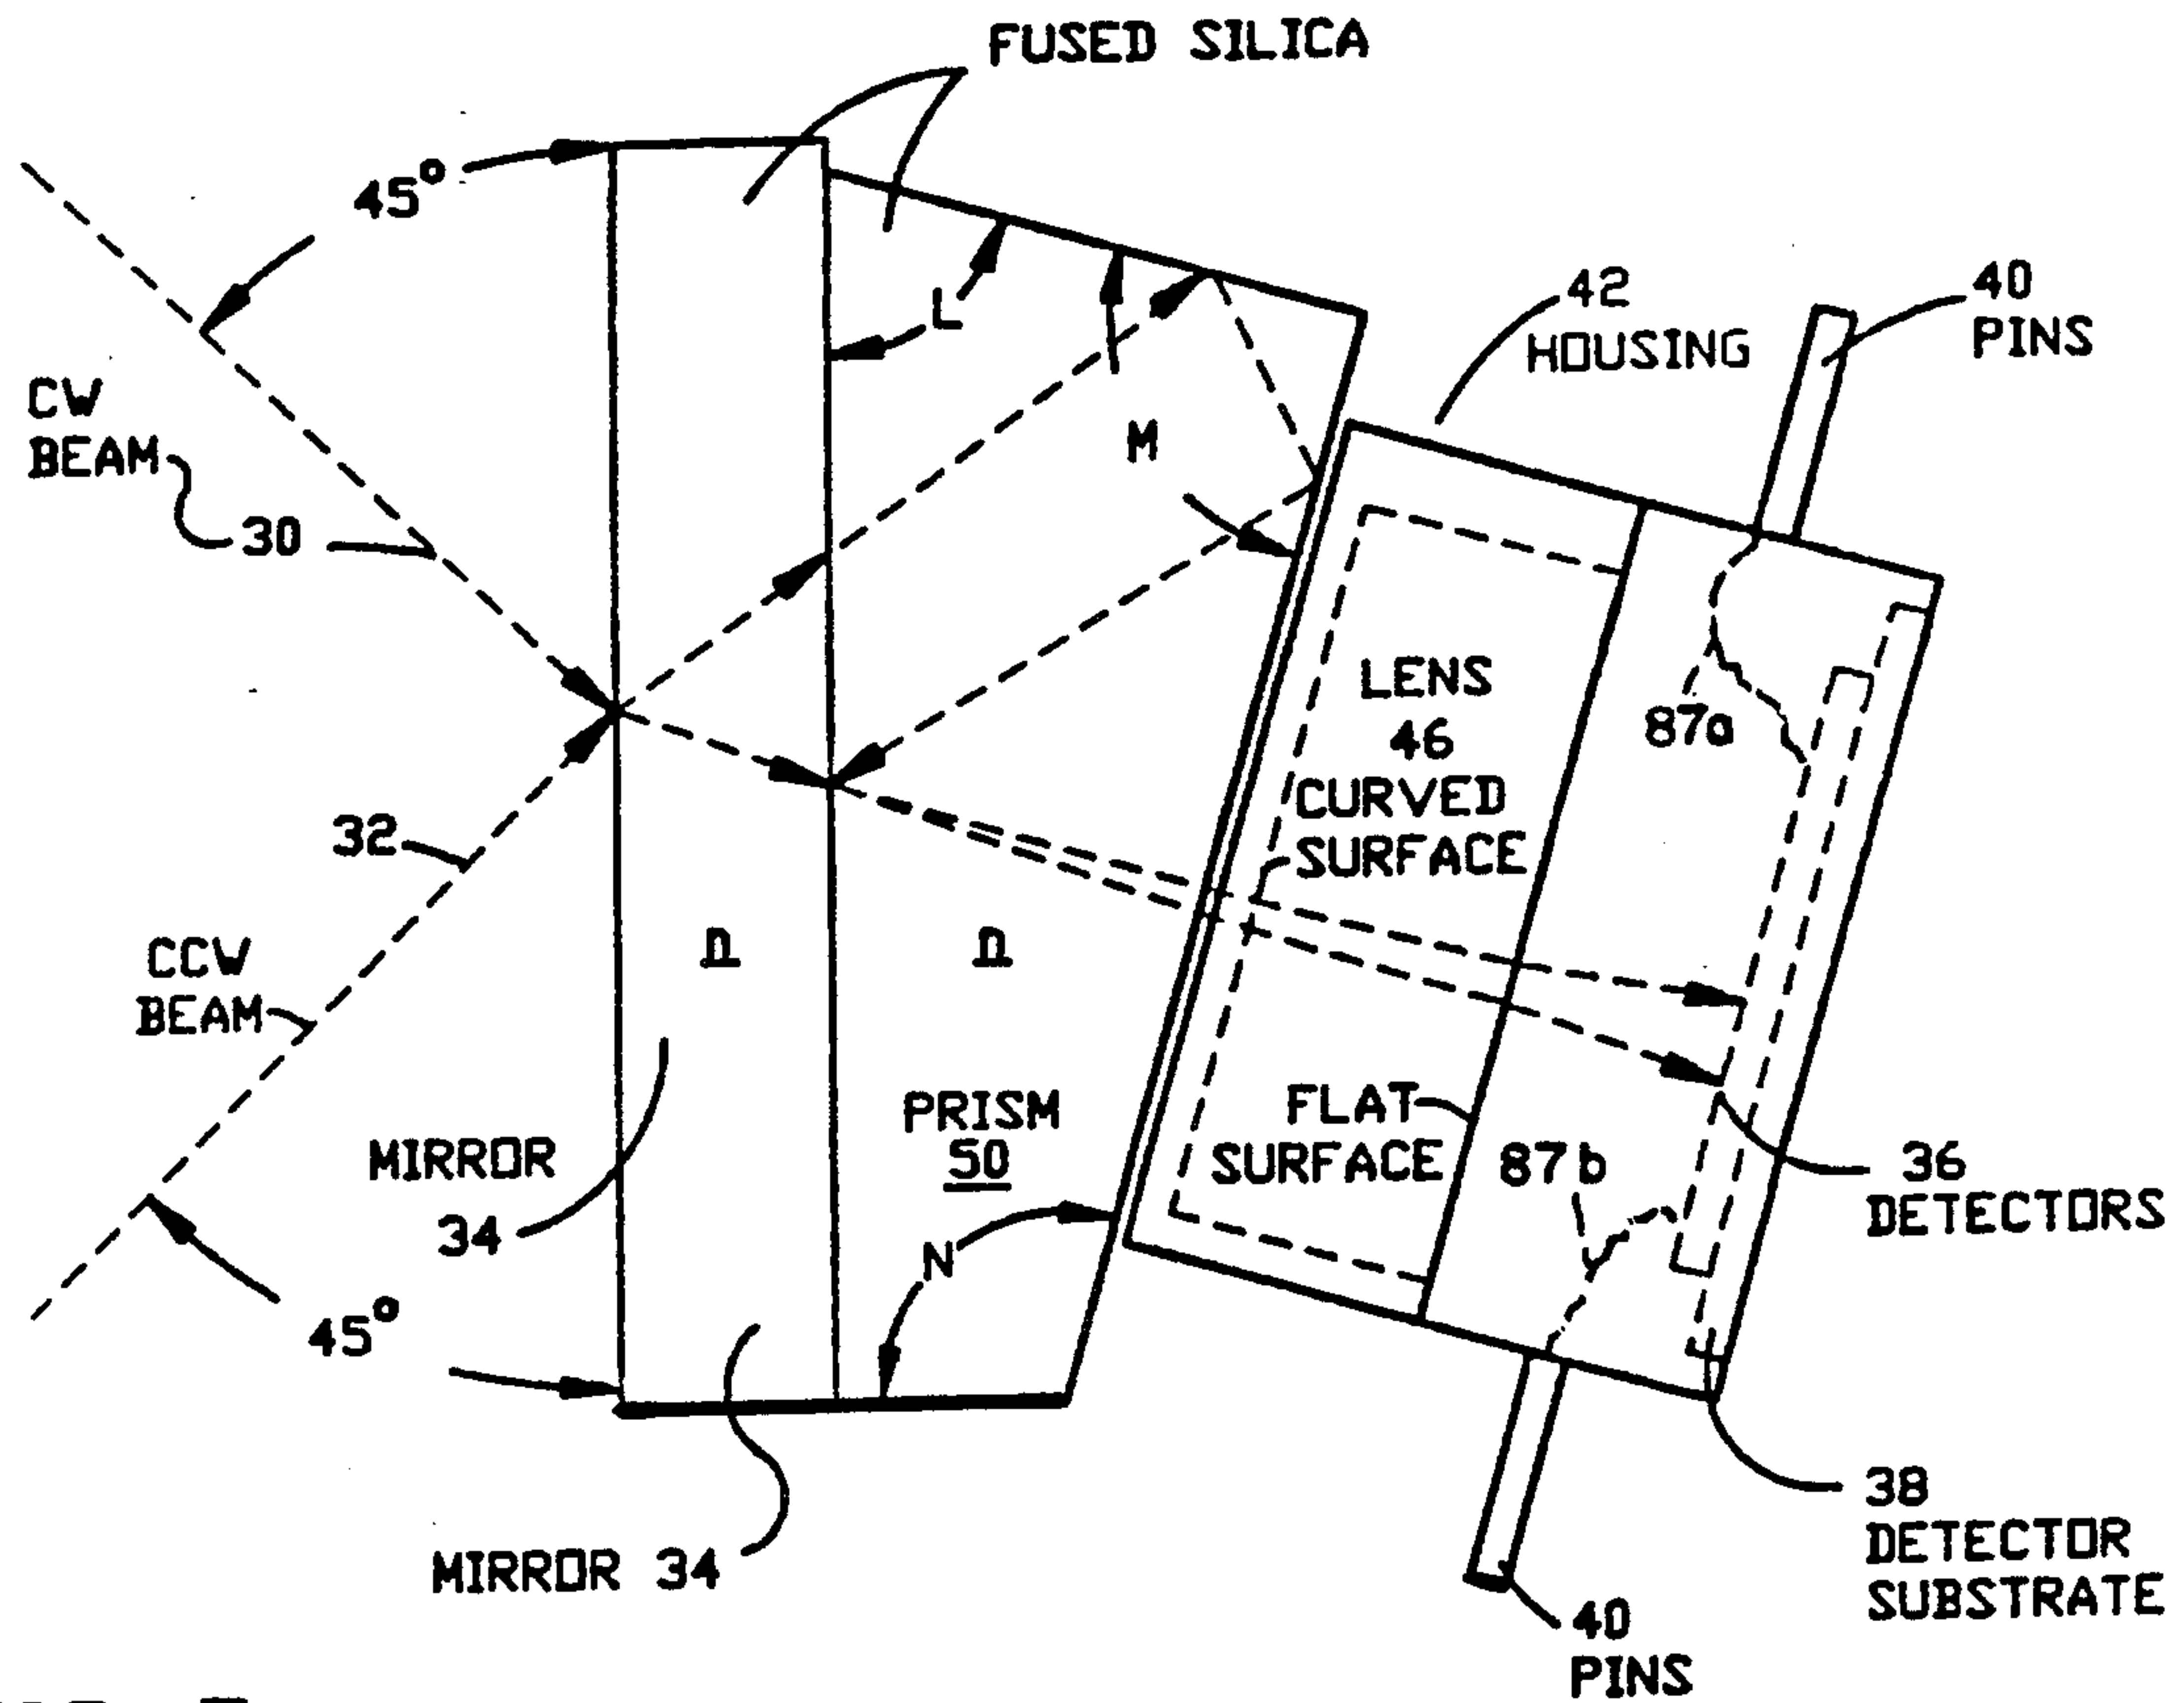 FUSED SILICA
45°
L
42
HOUSING
40
PINS
CW
BEAM
30
M
LENS
46
CURVED
SURFACE
87a
32
CCW
BEAM
n
n
PRISM
50
FLAT
SURFACE
87b
36
DETECTORS
MIRROR
34
N
45°
38
DETECTOR
SUBSTRATE
MIRROR 34
40
PINS